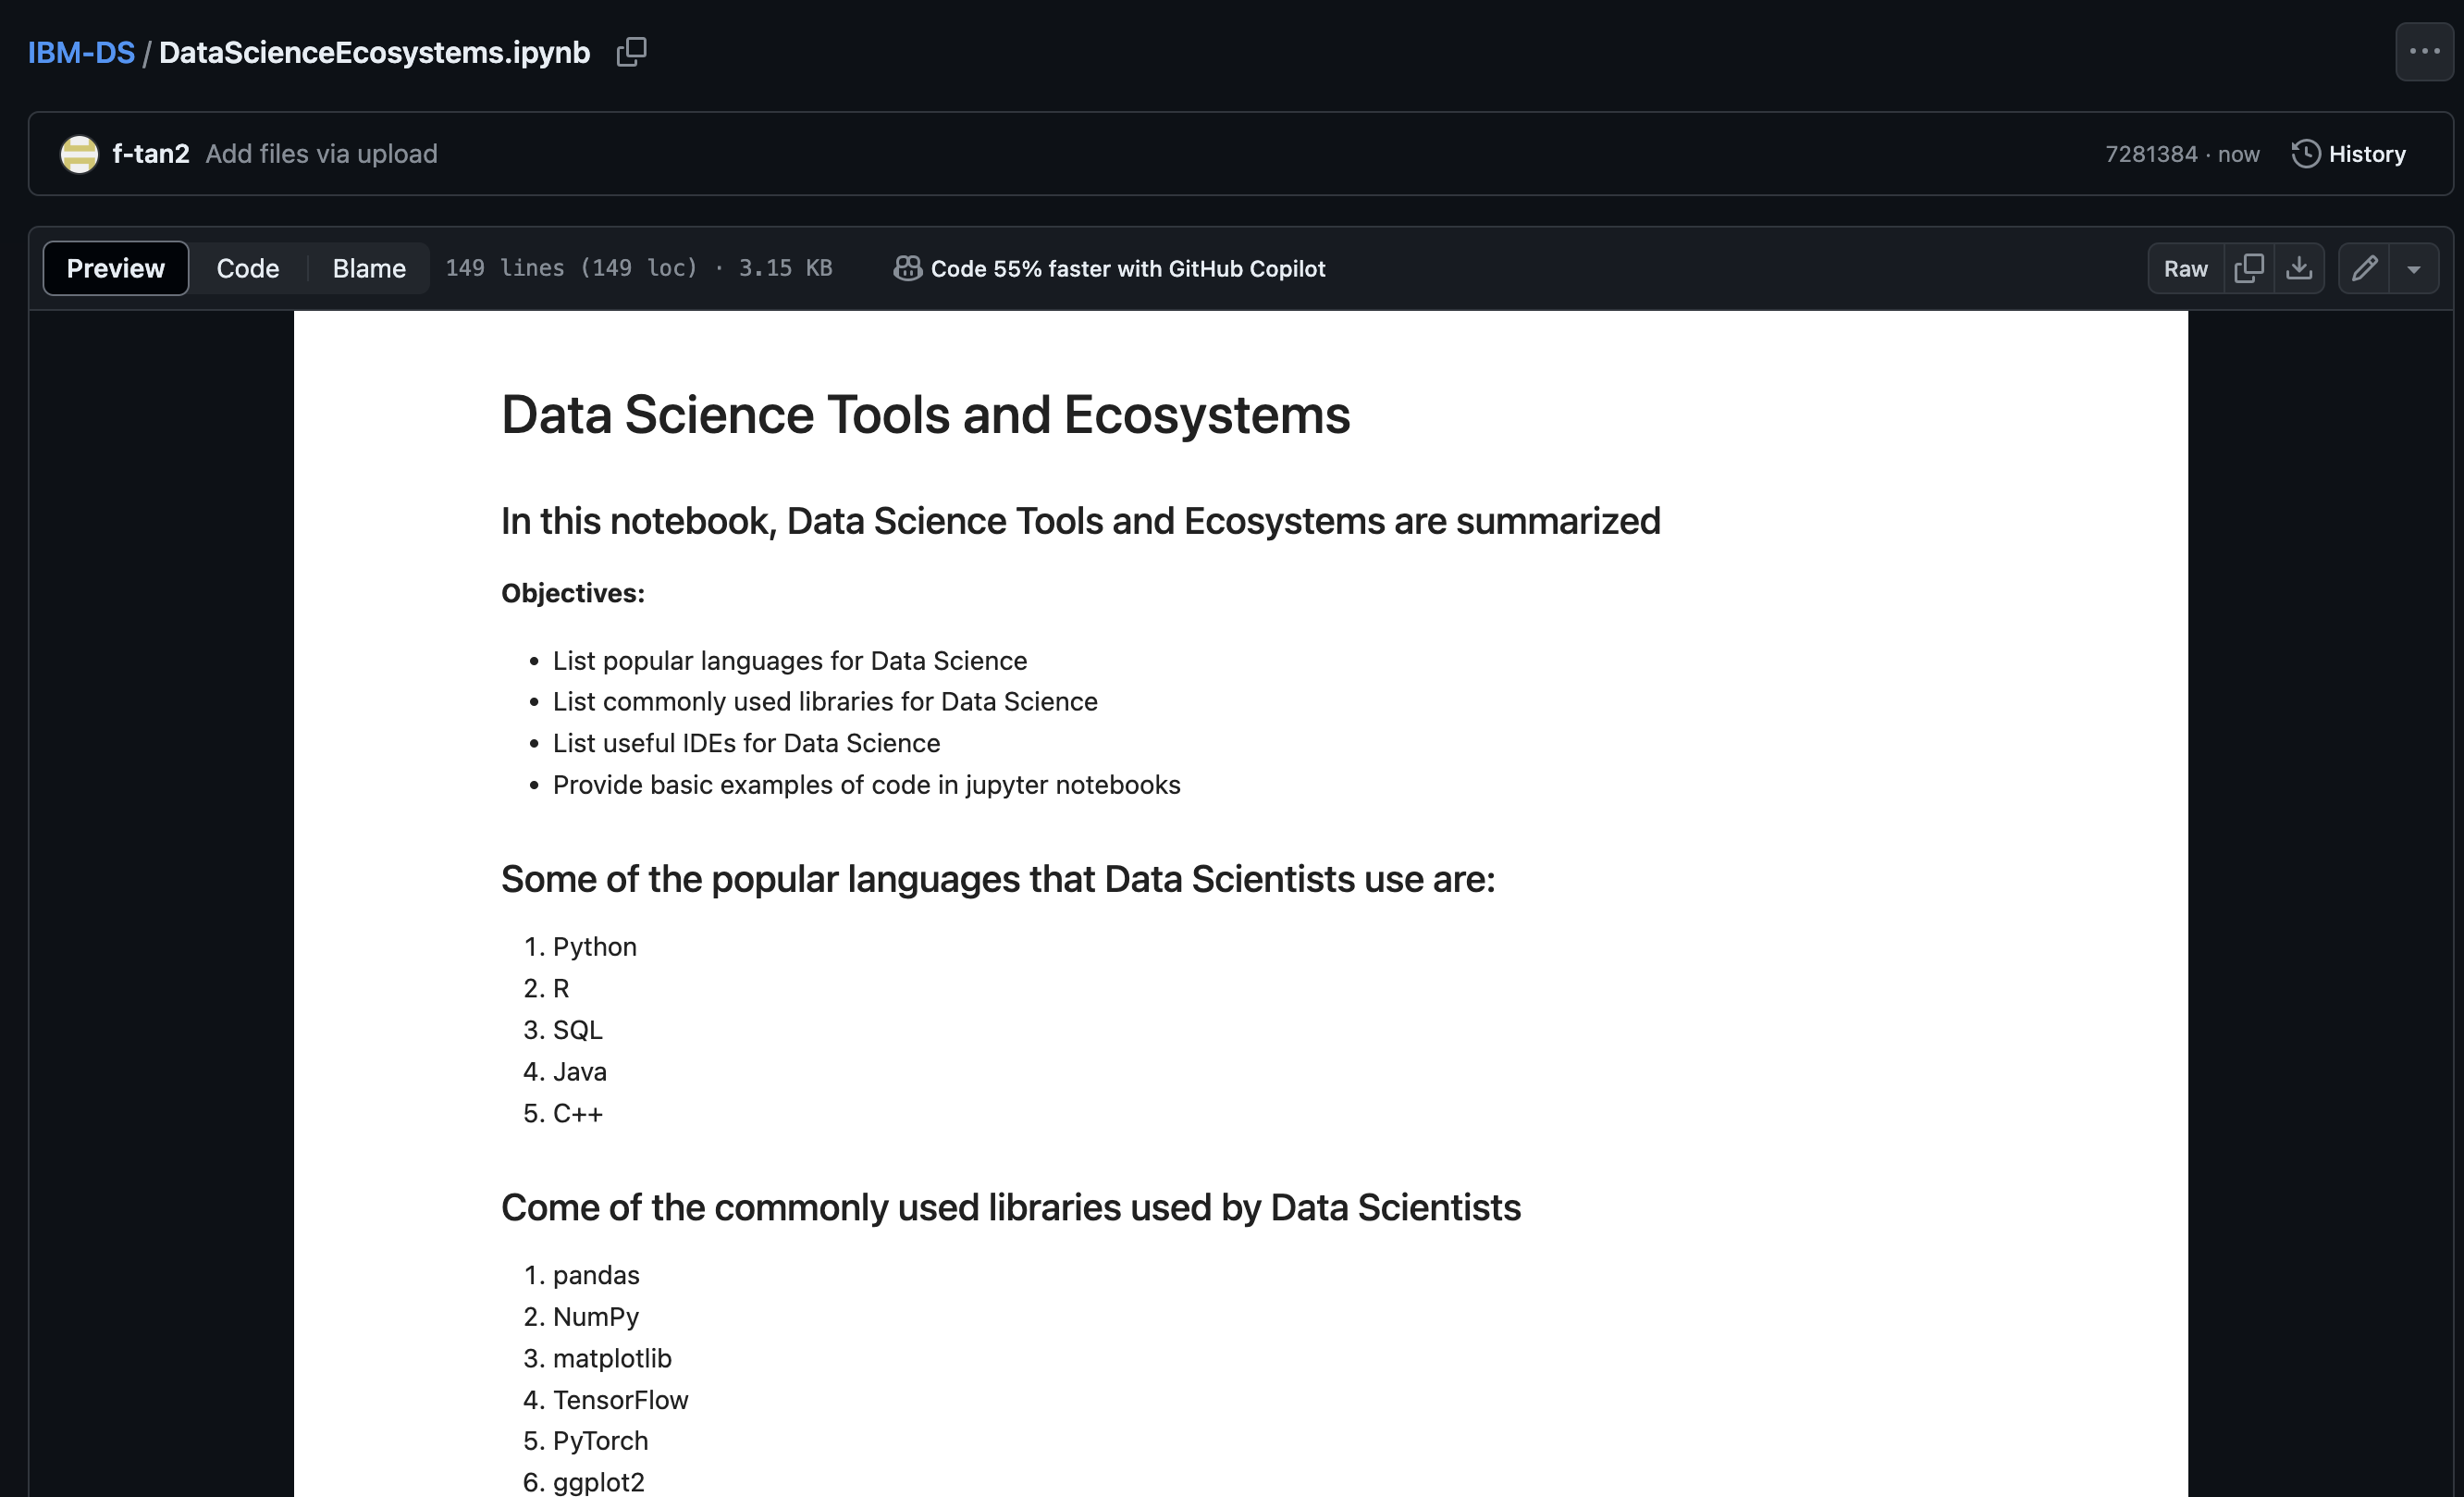 IBM-DS / DataScienceEcosystems.ipynb
f-tan2 Add files via upload
7281384 · now History
Preview Code Blame 149 lines (149 loc) · 3.15 KB Code 55% faster with GitHub Copilot Raw
Data Science Tools and Ecosystems
In this notebook, Data Science Tools and Ecosystems are summarized
Objectives:
• List popular languages for Data Science
• List commonly used libraries for Data Science
• List useful IDEs for Data Science
• Provide basic examples of code in jupyter notebooks
Some of the popular languages that Data Scientists use are:
1. Python
2. R
3. SQL
4. Java
5. C++
Come of the commonly used libraries used by Data Scientists
1. pandas
2. NumPy
3. matplotlib
4. TensorFlow
5. PyTorch
6. ggplot2